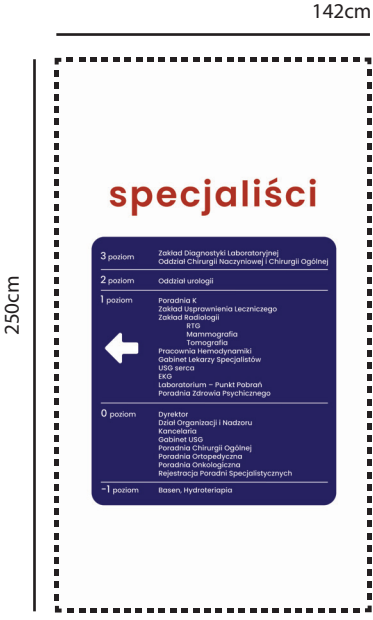 142cm
250cm
specjaliści
3 poziom Zakład Diagnostyki Laboratoryjnej
Oddział Chirurgii Naczyniowej i Chirurgii Ogólnej
2 poziom Oddział urologii
1 poziom Poradnia K
Zakład Usprawnienia Leczniczego
Zakład Radiologii
RTG
Mammografia
Tomografia
Pracownia Hemodynamiki
Gabinet Lekarzy Specjalistów
USG serca
EKG
Laboratorium – Punkt Pobrań
Poradnia Zdrowia Psychicznego
0 poziom Dyrektor
Dział Organizacji i Nadzoru
Kancelaria
Gabinet USG
Poradnia Chirurgii Ogólnej
Poradnia Ortopedyczna
Poradnia Onkologiczna
Rejestracja Poradni Specjalistycznych
–1 poziom Basen, Hydroteriapia